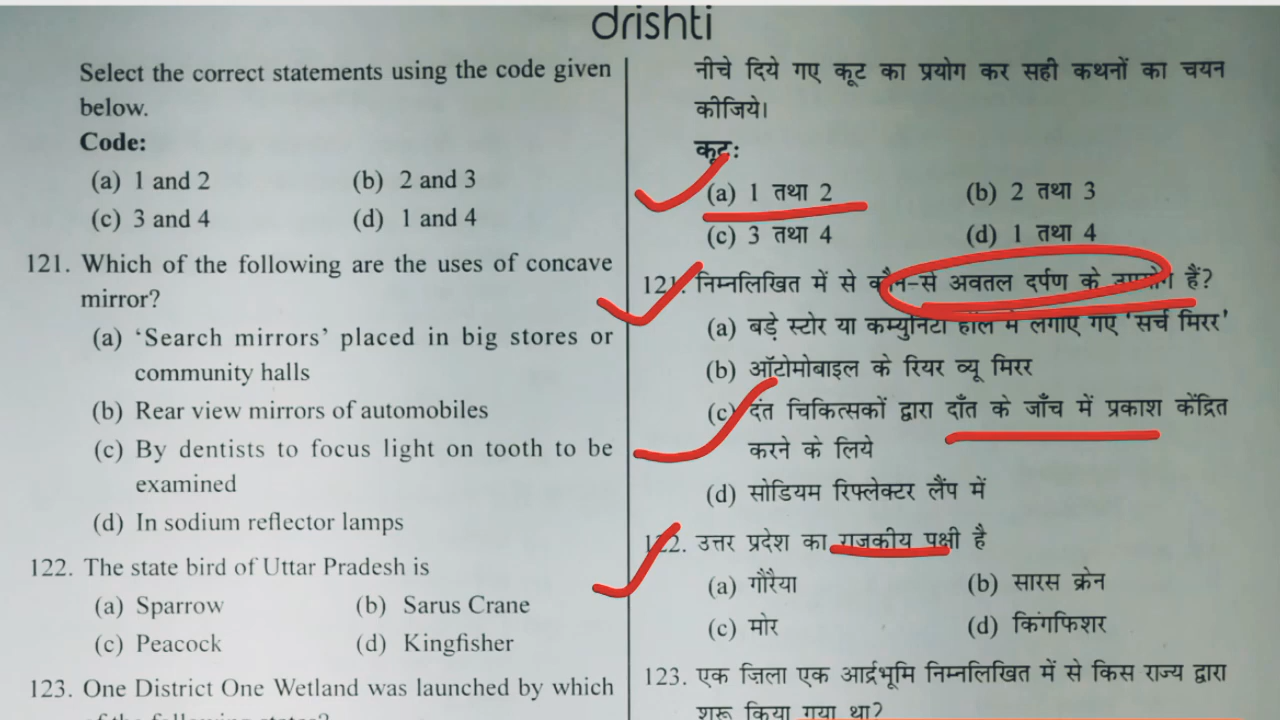 drishti
Select the correct statements using the code given
below.
Code:
(a) 1 and 2 (b) 2 and 3
(c) 3 and 4 (d) 1 and 4
121. Which of the following are the uses of concave
mirror?
(a) ‘Search mirrors’ placed in big stores or
community halls
(b) Rear view mirrors of automobiles
(c) By dentists to focus light on tooth to be
examined
(d) In sodium reflector lamps
122. The state bird of Uttar Pradesh is
(a) Sparrow (b) Sarus Crane
(c) Peacock (d) Kingfisher
123. One District One Wetland was launched by which
of the following states?
नीचे दिये गए कूट का प्रयोग कर सही कथनों का चयन
कीजिये।
कूटः
(a) 1 तथा 2 (b) 2 तथा 3
(c) 3 तथा 4 (d) 1 तथा 4
121. निम्नलिखित में से कौन-से अवतल दर्पण के उपयोग हैं?
(a) बड़े स्टोर या कम्युनिटी हॉल में लगाए गए 'सर्च मिरर'
(b) ऑटोमोबाइल के रियर व्यू मिरर
(c) दंत चिकित्सकों द्वारा दाँत के जाँच में प्रकाश केंद्रित
करने के लिये
(d) सोडियम रिफ्लेक्टर लैंप में
122. उत्तर प्रदेश का राजकीय पक्षी है
(a) गौरैया (b) सारस क्रेन
(c) मोर (d) किंगफिशर
123. एक ज़िला एक आर्द्रभूमि निम्नलिखित में से किस राज्य द्वारा
शुरू किया गया था?